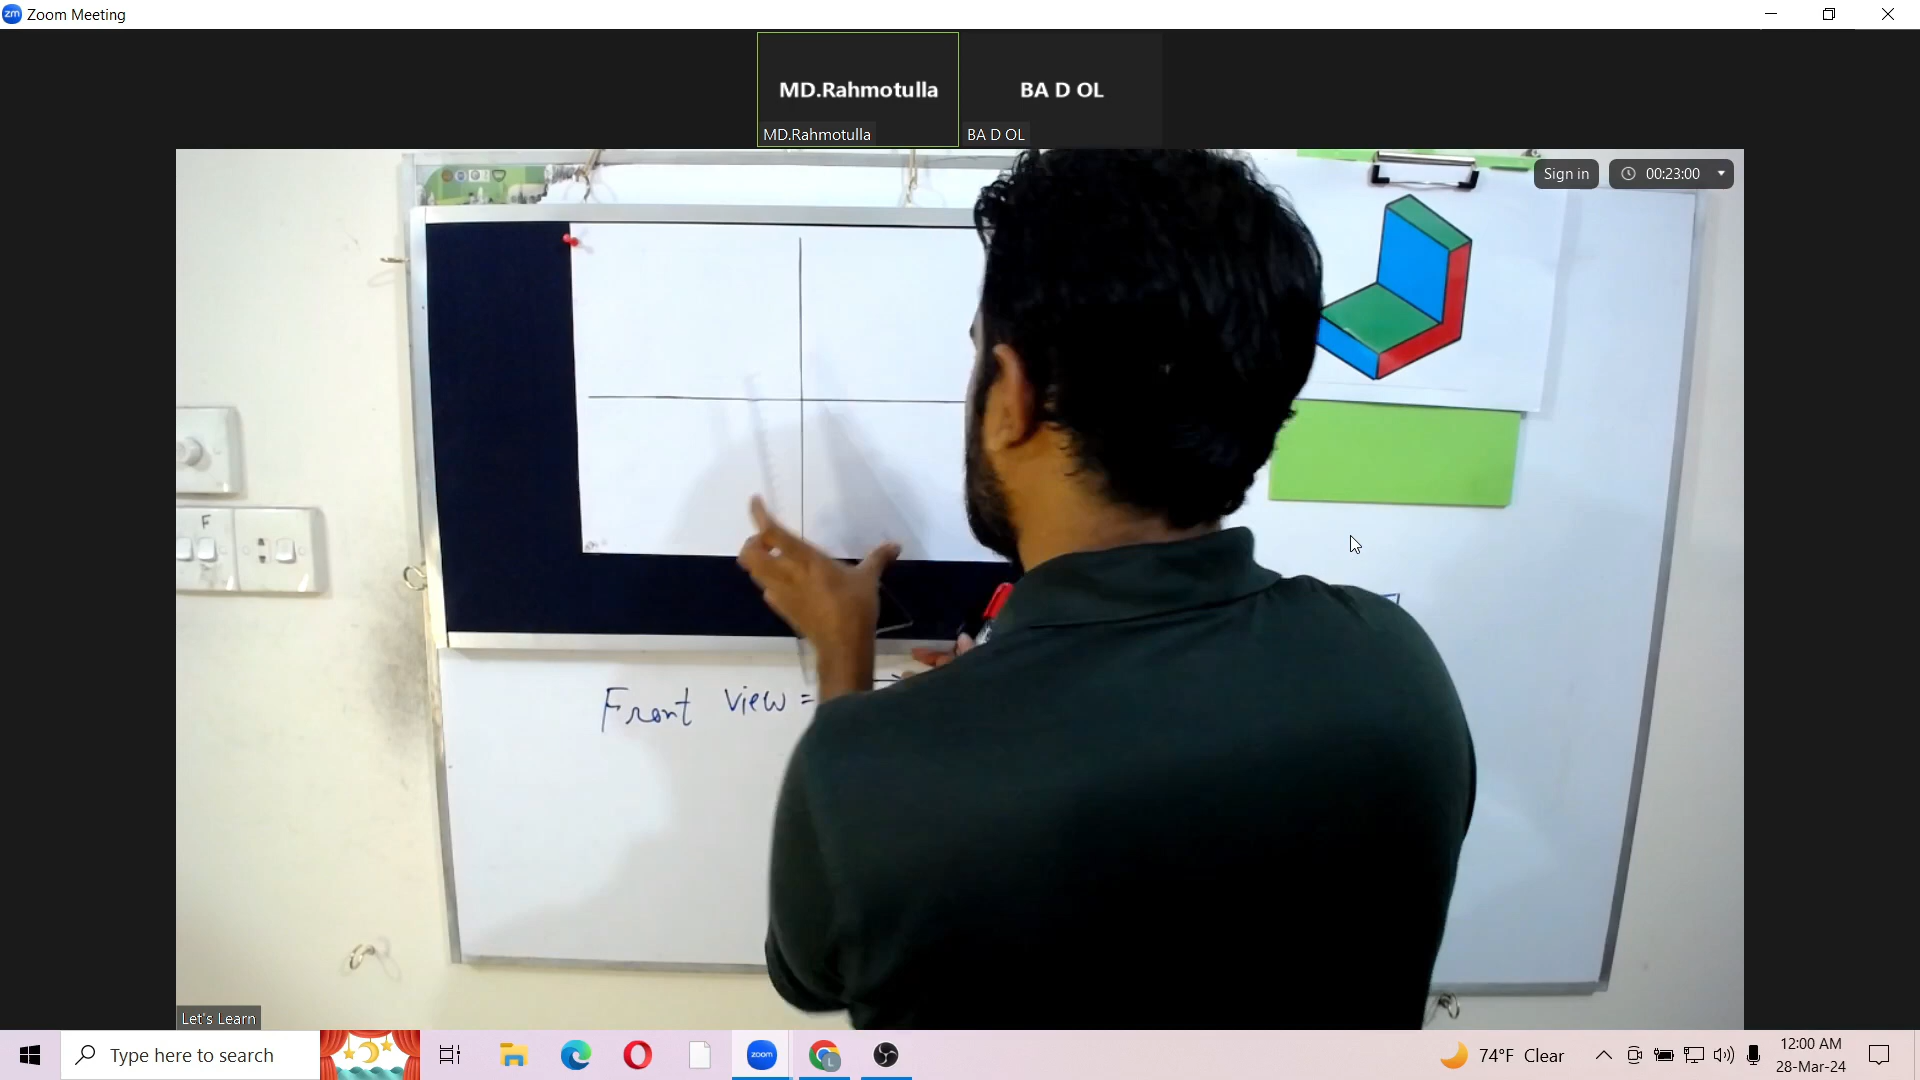 Zoom Meeting
MD.Rahmotulla
BA D OL
MD.Rahmotulla
BA D OL
Sign in
00:23:00
F
Front view =
Let's Learn
Type here to search
zoom
L
74°F Clear
12:00 AM
28-Mar-24